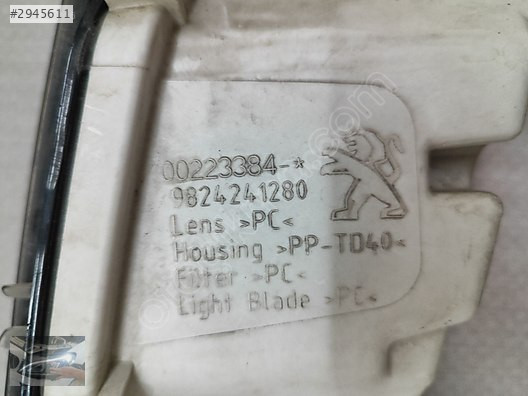 #2945611
00223384-*
9824241280
Lens >PC<
Housing >PP-TD40<
Filter >PC<
Light Blade >PC<